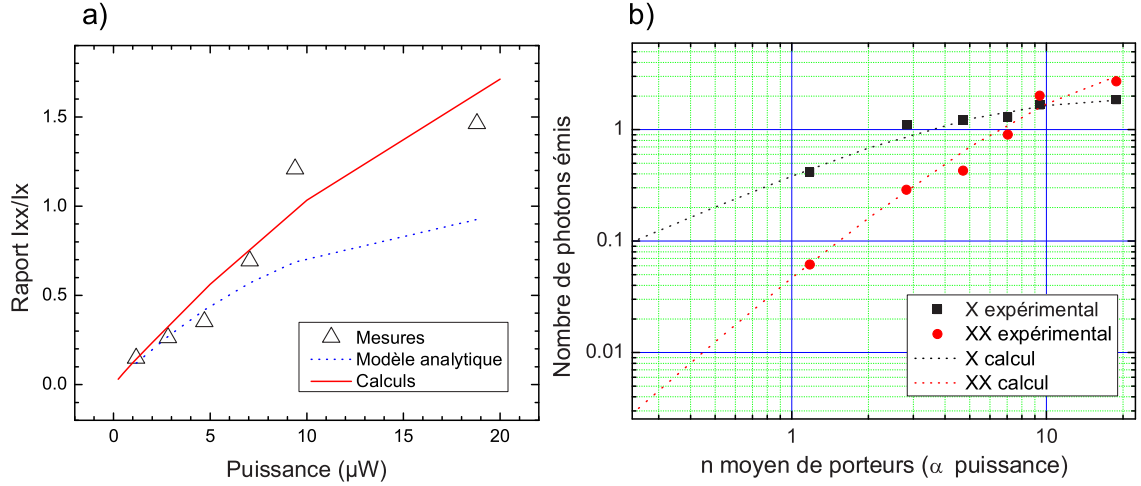 a)
Raport Ixx/Ix
1.5
1.0
0.5
0.0
Mesures
Modèle analytique
Calculs
0
5
10
15
20
Puissance (µW)
b)
Nombre de photons émis
1
0.1
0.01
X expérimental
XX expérimental
X calcul
XX calcul
1
10
n moyen de porteurs (α puissance)